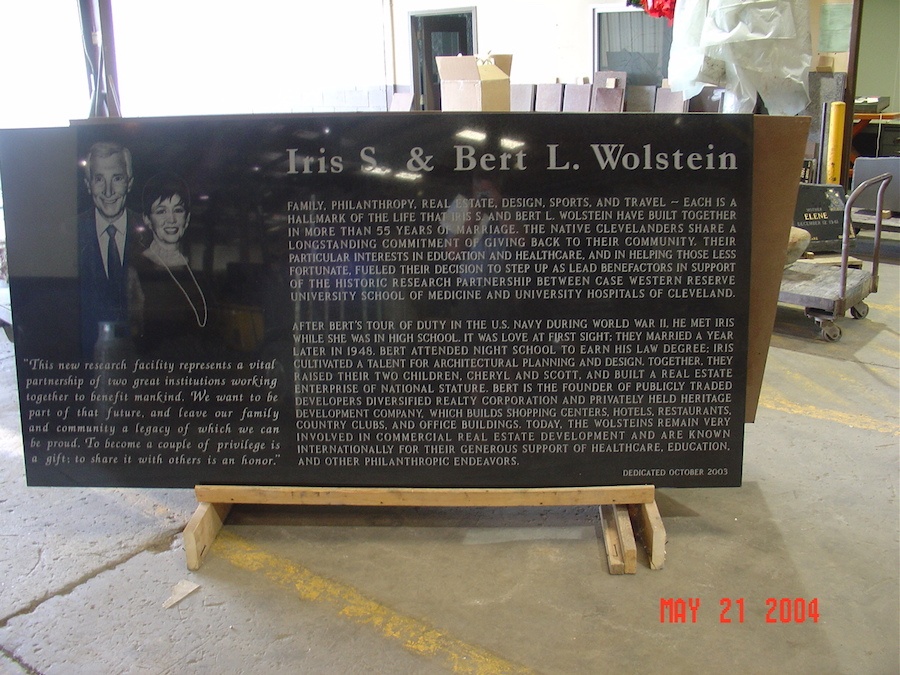 Iris S. & Bert L. Wolstein
FAMILY, PHILANTHROPY, REAL ESTATE, DESIGN, SPORTS, AND TRAVEL ~ EACH IS A
HALLMARK OF THE LIFE THAT IRIS S. AND BERT L. WOLSTEIN HAVE BUILT TOGETHER
IN MORE THAN 55 YEARS OF MARRIAGE. THE NATIVE CLEVELANDERS SHARE A
LONGSTANDING COMMITMENT OF GIVING BACK TO THEIR COMMUNITY. THEIR
PARTICULAR INTERESTS IN EDUCATION AND HEALTHCARE, AND IN HELPING THOSE LESS
FORTUNATE, FUELED THEIR DECISION TO STEP UP AS LEAD BENEFACTORS IN SUPPORT
OF THE HISTORIC RESEARCH PARTNERSHIP BETWEEN CASE WESTERN RESERVE
UNIVERSITY SCHOOL OF MEDICINE AND UNIVERSITY HOSPITALS OF CLEVELAND.
AFTER BERT'S TOUR OF DUTY IN THE U.S. NAVY DURING WORLD WAR II, HE MET IRIS
WHILE SHE WAS IN HIGH SCHOOL. IT WAS LOVE AT FIRST SIGHT; THEY MARRIED A YEAR
LATER IN 1948. BERT ATTENDED NIGHT SCHOOL TO EARN HIS LAW DEGREE; IRIS
CULTIVATED A TALENT FOR ARCHITECTURAL PLANNING AND DESIGN. TOGETHER, THEY
RAISED THEIR TWO CHILDREN, CHERYL AND SCOTT, AND BUILT A REAL ESTATE
ENTERPRISE OF NATIONAL STATURE. BERT IS THE FOUNDER OF PUBLICLY TRADED
DEVELOPERS DIVERSIFIED REALTY CORPORATION AND PRIVATELY HELD HERITAGE
DEVELOPMENT COMPANY, WHICH BUILDS SHOPPING CENTERS, HOTELS, RESTAURANTS,
COUNTRY CLUBS, AND OFFICE BUILDINGS. TODAY, THE WOLSTEINS REMAIN VERY
INVOLVED IN COMMERCIAL REAL ESTATE DEVELOPMENT AND ARE KNOWN
INTERNATIONALLY FOR THEIR GENEROUS SUPPORT OF HEALTHCARE, EDUCATION,
AND OTHER PHILANTHROPIC ENDEAVORS.
DEDICATED OCTOBER 2003
"This new research facility represents a vital
partnership of two great institutions working
together to benefit mankind. We want to be
part of that future, and leave our family
and community a legacy of which we can
be proud. To become a couple of privilege is
a gift; to share it with others is an honor."
ELENE
MAY 21 2004